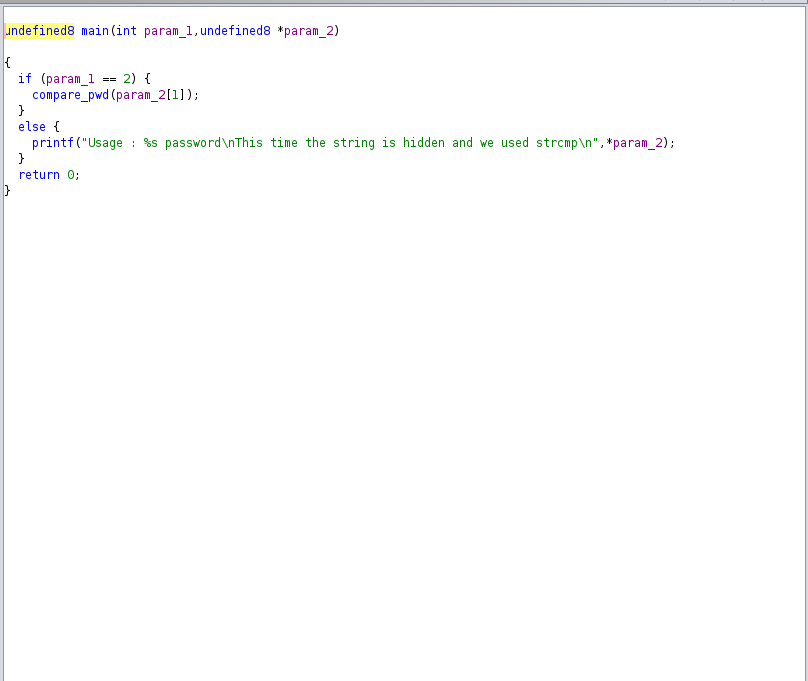 undefined8 main(int param_1,undefined8 *param_2)
{
if (param_1 == 2) {
compare_pwd(param_2[1]);
}
else {
printf("Usage : %s password\nThis time the string is hidden and we used strcmp\n",*param_2);
}
return 0;
}